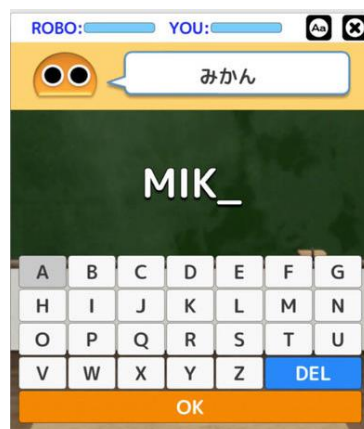 ROBO: YOU: Aa
みかん
MIK_
A B C D E F G
H I J K L M N
O P Q R S T U
V W X Y Z DEL
OK